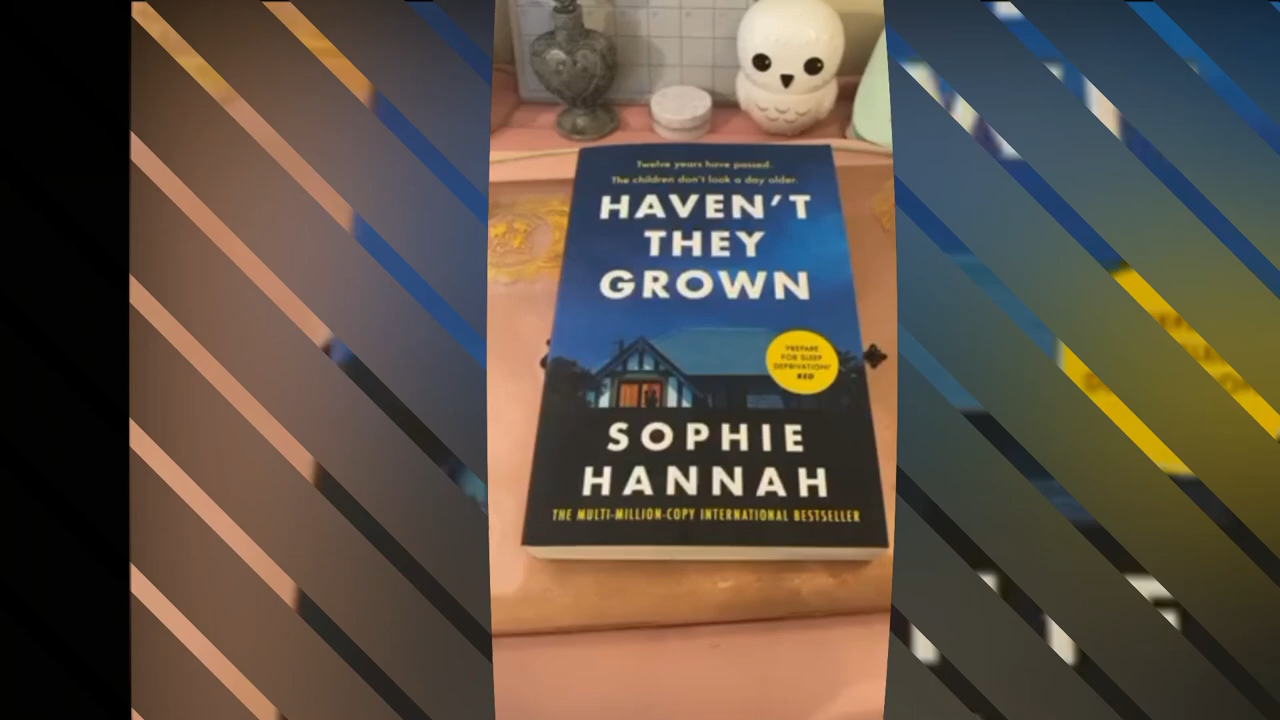 Twelve years have passed.
The children don't look a day older.
HAVEN'T
THEY
GROWN
'PREPARE
FOR SLEEP
DEPRIVATION!'
RED
SOPHIE
HANNAH
THE MULTI-MILLION-COPY INTERNATIONAL BESTSELLER